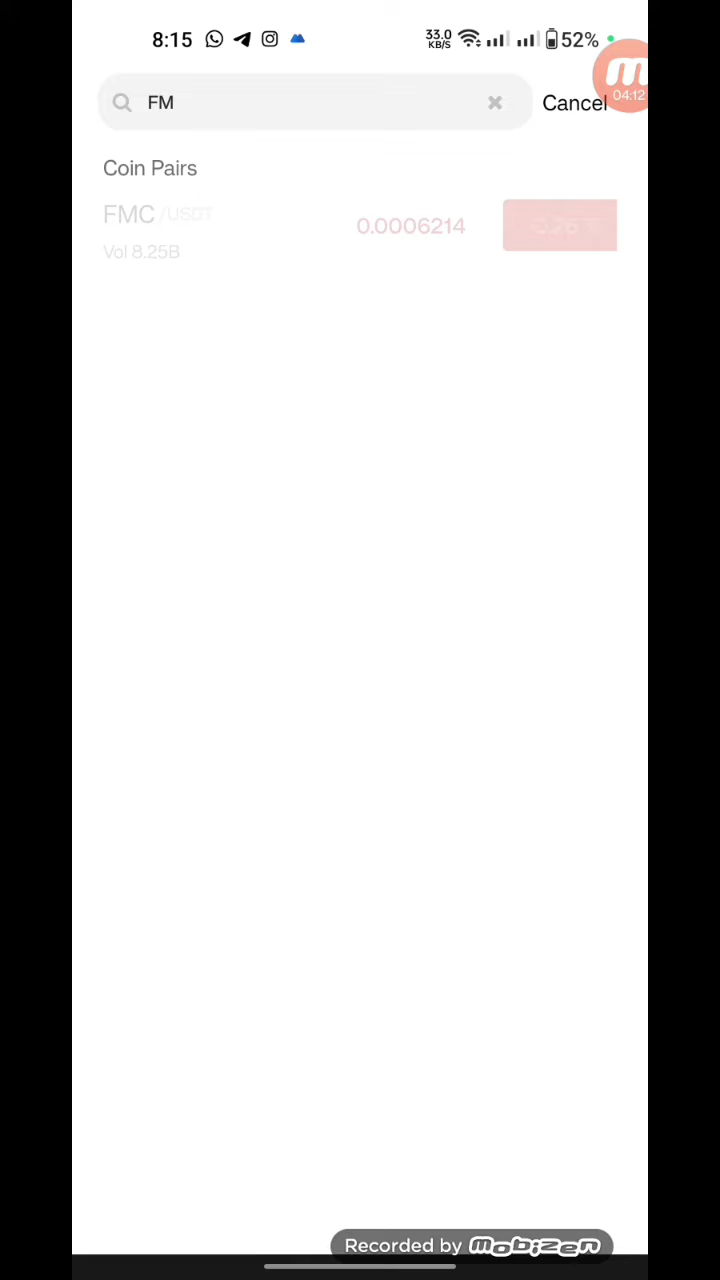 8:15 33.0 KB/S 52%
FM Cancel
04:12
Coin Pairs
FMC /USDT 0.0006214
Vol 8.25B
Recorded by mobizen